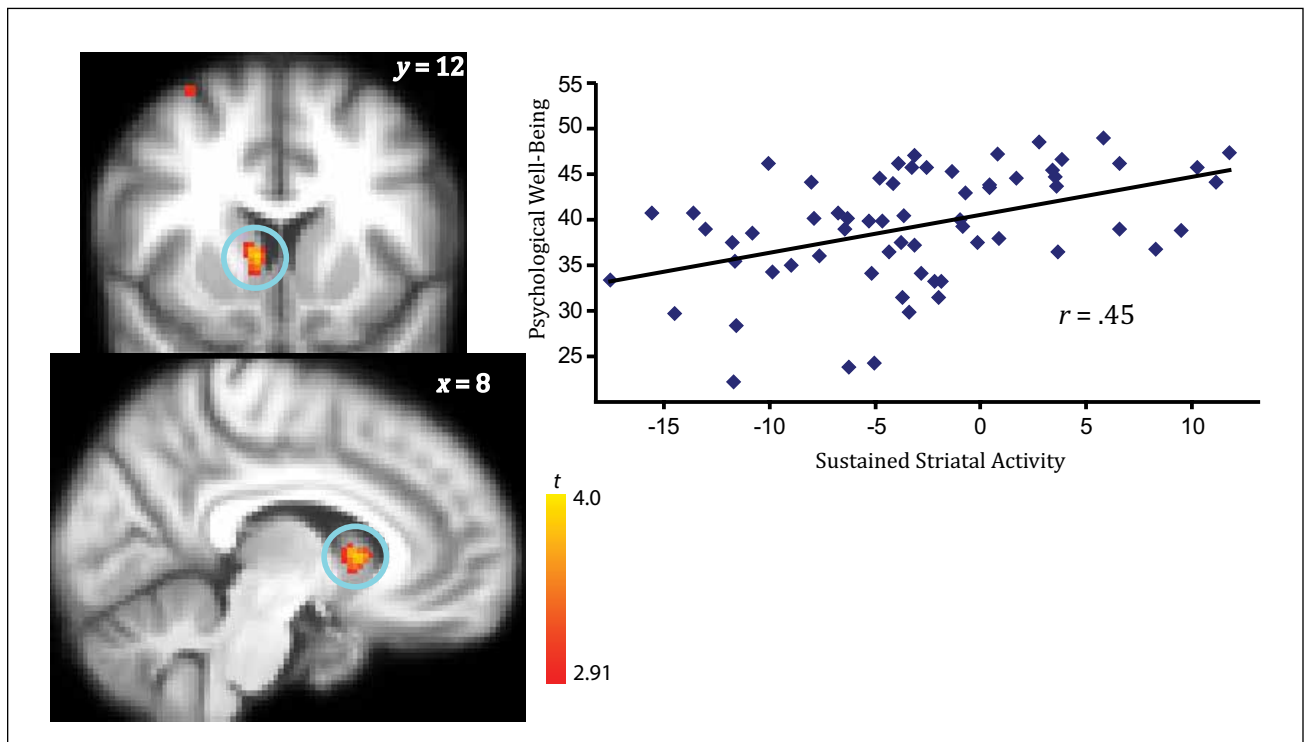 y = 12
x = 8
t
4.0
2.91
Psychological Well-Being
55
50
45
40
35
30
25
r = .45
-15 -10 -5 0 5 10
Sustained Striatal Activity